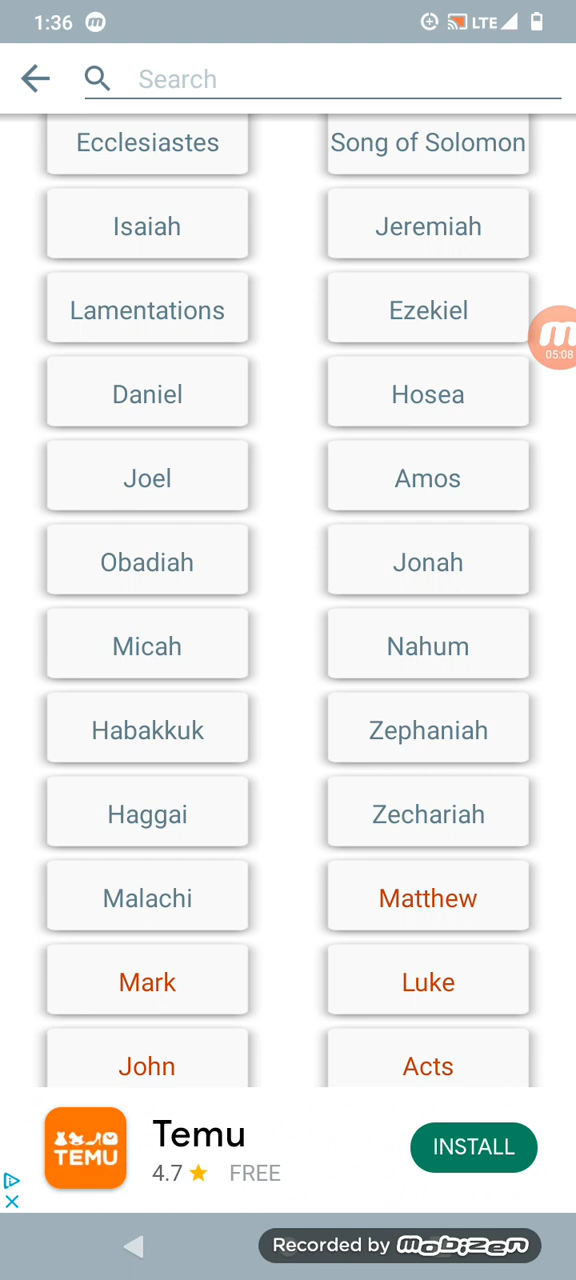 1:36 m LTE
Search
Ecclesiastes Song of Solomon
Isaiah Jeremiah
Lamentations Ezekiel
m
05:08
Daniel Hosea
Joel Amos
Obadiah Jonah
Micah Nahum
Habakkuk Zephaniah
Haggai Zechariah
Malachi Matthew
Mark Luke
John Acts
TEMU
Temu
4.7 FREE
INSTALL
Recorded by mobizen